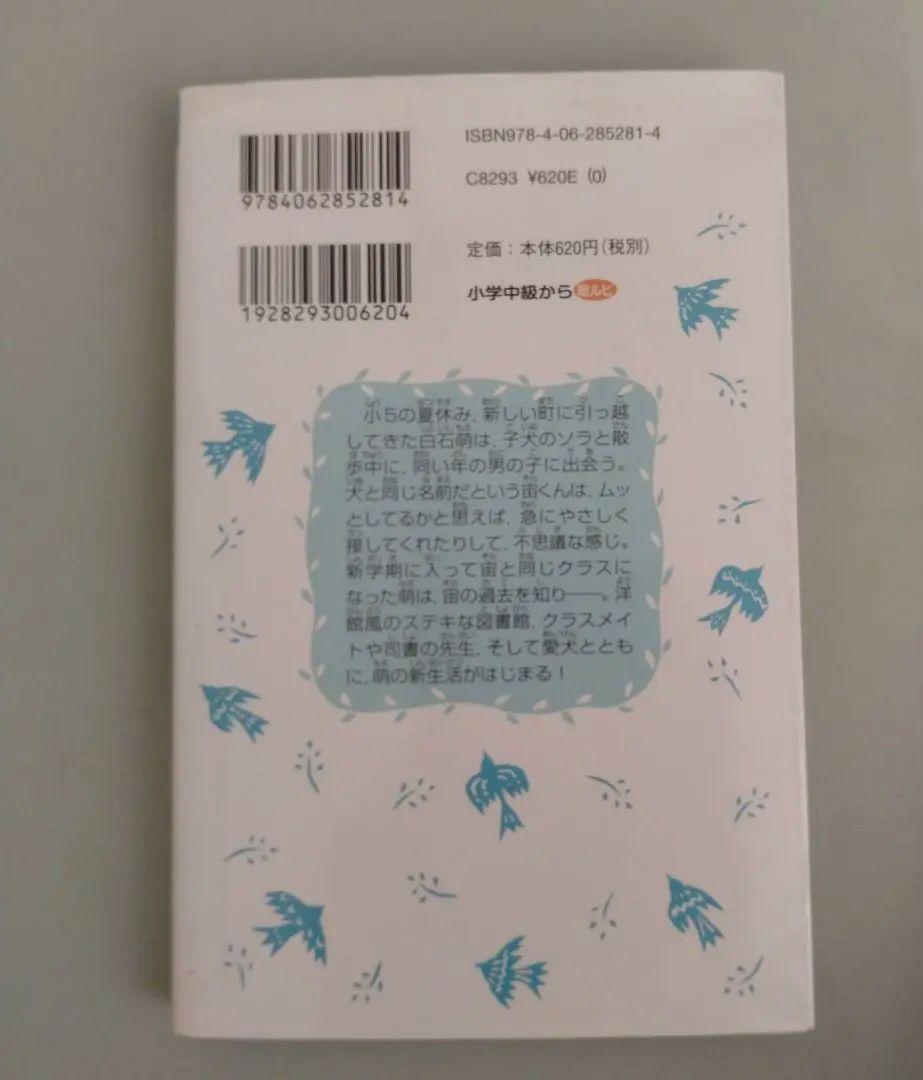 ISBN978-4-06-285281-4
C8293 ¥620E (0)
9784062852814
定価：本体620円(税別)
1928293006204
小学中級から 総ルビ
小5の夏休み、新しい町に引っ越
してきた白石萌は、子犬のソラと散
歩中に、同い年の男の子に出会う。
犬と同じ名前だという宙くんは、ムッ
としてるかと思えば、急にやさしく
接してくれたりして、不思議な感じ。
新学期に入って宙と同じクラスに
なった萌は、宙の過去を知り――。洋
館風のステキな図書館、クラスメイ
トや司書の先生、そして愛犬ととも
に、萌の新生活がはじまる！